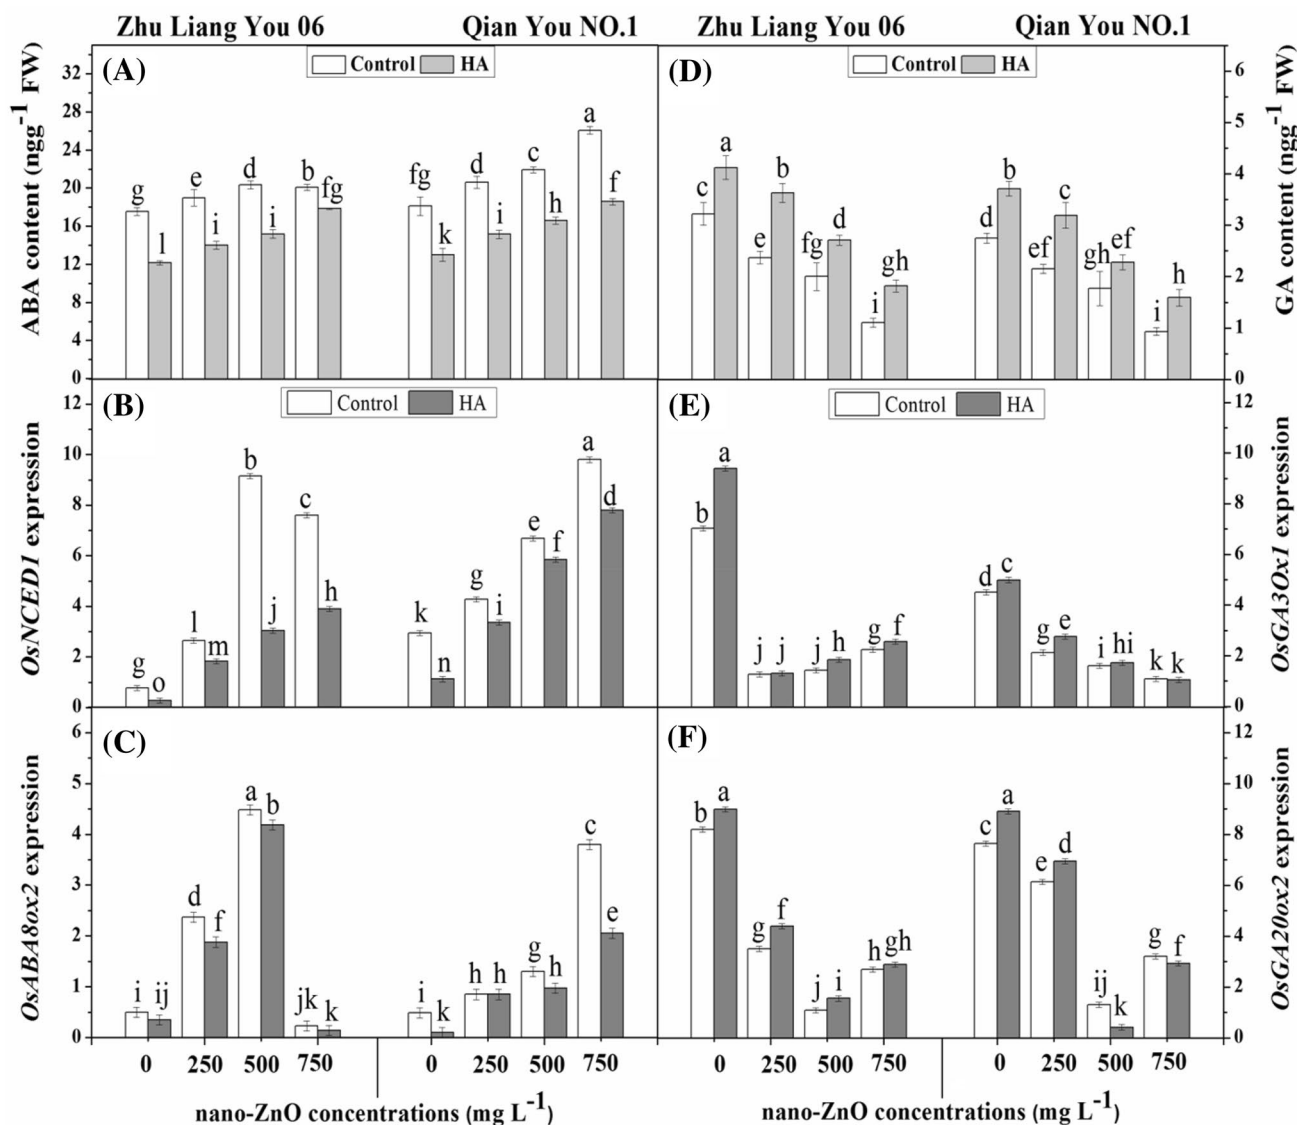 Zhu Liang You 06 Qian You NO.1 Zhu Liang You 06 Qian You NO.1
(A) Control HA
ABA content (ngg-1 FW)
32
28
24
20
16
12
8
4
0
g l e i d i b fg fg k d i c h a f
(D) Control HA
GA content (ngg-1 FW)
6
5
4
3
2
1
0
c a e b fg d i gh d b ef c gh ef i h
(B) Control HA
OsNCED1 expression
12
10
8
6
4
2
0
g o l m b j c h k n g i e f a d
(E) Control HA
OsGA3Ox1 expression
12
10
8
6
4
2
0
b a j j j h g f d c g e i hi k k
(C)
OsABA8ox2 expression
6
5
4
3
2
1
0
i ij d f a b jk k i k h h g h c e
(F)
OsGA20ox2 expression
12
10
8
6
4
2
0
b a g f j i h gh c a e d ij k g f
0 250 500 750 0 250 500 750 0 250 500 750 0 250 500 750
nano-ZnO concentrations (mg L-1) nano-ZnO concentrations (mg L-1)